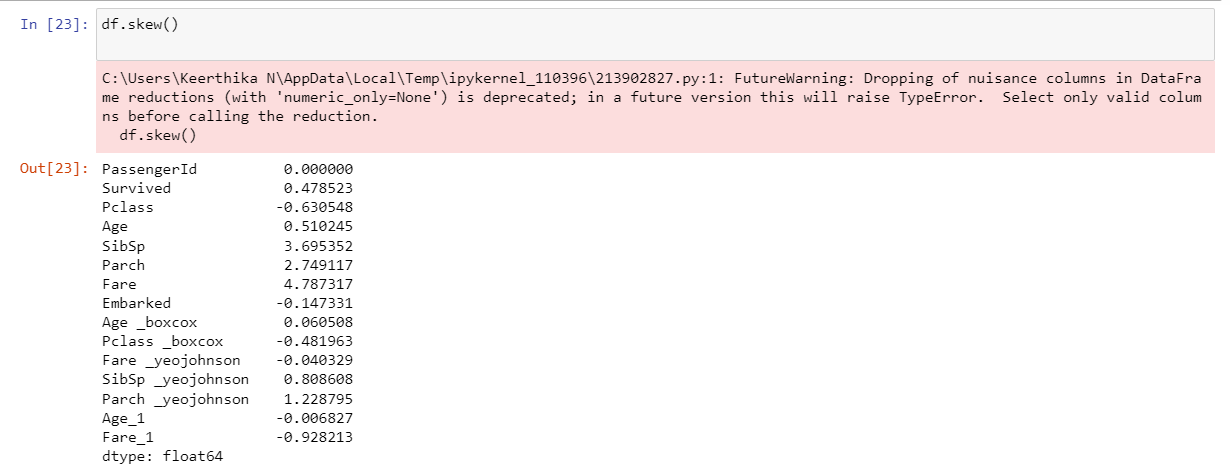 In [23]: df.skew()
C:\Users\Keerthika N\AppData\Local\Temp\ipykernel_110396\213902827.py:1: FutureWarning: Dropping of nuisance columns in DataFra
me reductions (with 'numeric_only=None') is deprecated; in a future version this will raise TypeError.  Select only valid colum
ns before calling the reduction.
  df.skew()
Out[23]: PassengerId          0.000000
Survived             0.478523
Pclass              -0.630548
Age                  0.510245
SibSp                3.695352
Parch                2.749117
Fare                 4.787317
Embarked            -0.147331
Age _boxcox          0.060508
Pclass _boxcox      -0.481963
Fare _yeojohnson    -0.040329
SibSp _yeojohnson    0.808608
Parch _yeojohnson    1.228795
Age_1               -0.006827
Fare_1              -0.928213
dtype: float64